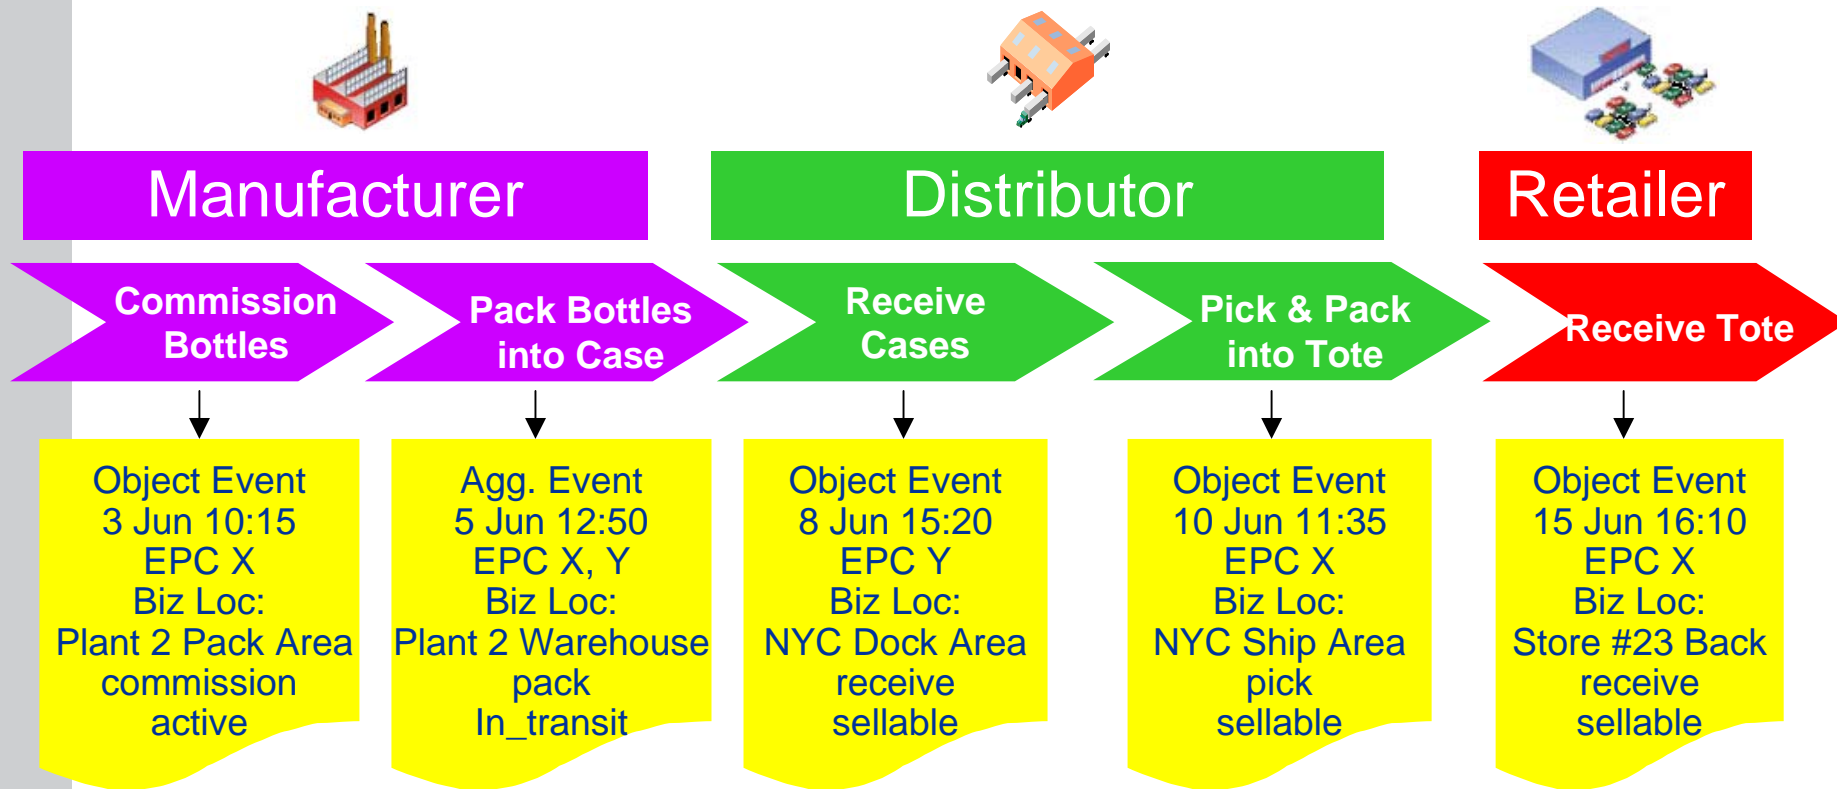 Manufacturer
Distributor
Retailer
Commission
Bottles
Pack Bottles
into Case
Receive
Cases
Pick & Pack
into Tote
Receive Tote
Object Event
3 Jun 10:15
EPC X
Biz Loc:
Plant 2 Pack Area
commission
active
Agg. Event
5 Jun 12:50
EPC X, Y
Biz Loc:
Plant 2 Warehouse
pack
In_transit
Object Event
8 Jun 15:20
EPC Y
Biz Loc:
NYC Dock Area
receive
sellable
Object Event
10 Jun 11:35
EPC X
Biz Loc:
NYC Ship Area
pick
sellable
Object Event
15 Jun 16:10
EPC X
Biz Loc:
Store #23 Back
receive
sellable